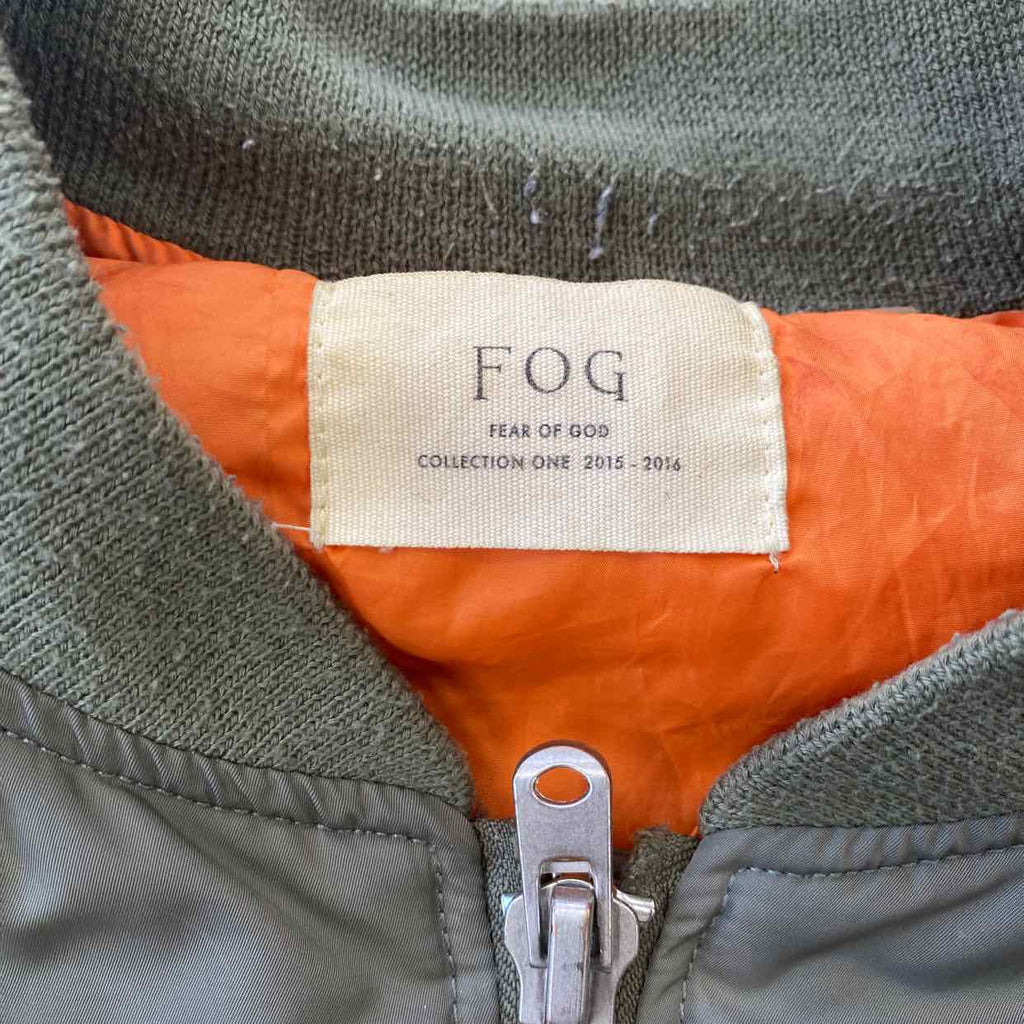 FOG
FEAR OF GOD
COLLECTION ONE 2015 - 2016